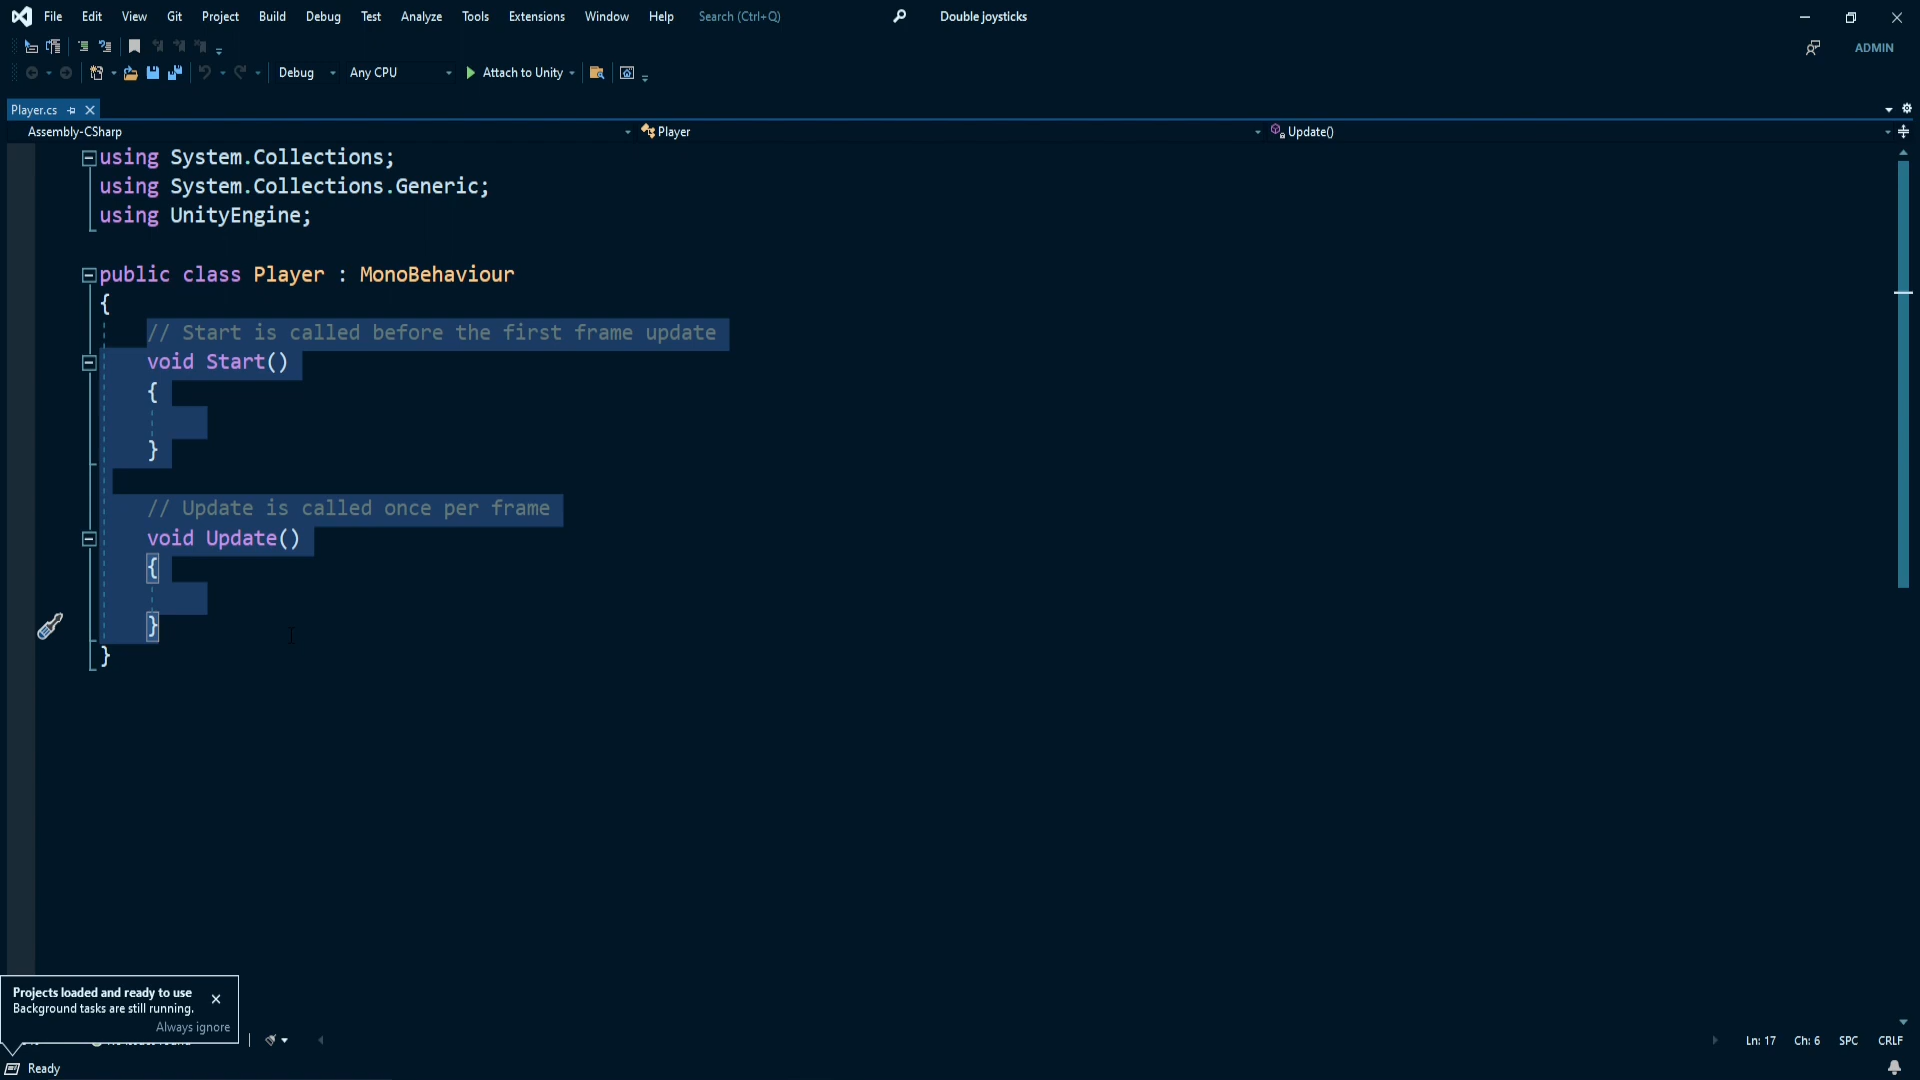 File Edit View Git Project Build Debug Test Analyze Tools Extensions Window Help Search (Ctrl+Q) Double Joysticks
ADMIN
Debug Any CPU Attach to Unity
Player.cs
Assembly-CSharp Player Update()
using System.Collections;
using System.Collections.Generic;
using UnityEngine;
public class Player : MonoBehaviour
{
// Start is called before the first frame update
void Start()
{
}
// Update is called once per frame
void Update()
{
}
}
Projects loaded and ready to use
Background tasks are still running.
Always ignore
Ln: 17 Ch: 6 SPC CRLF
Ready